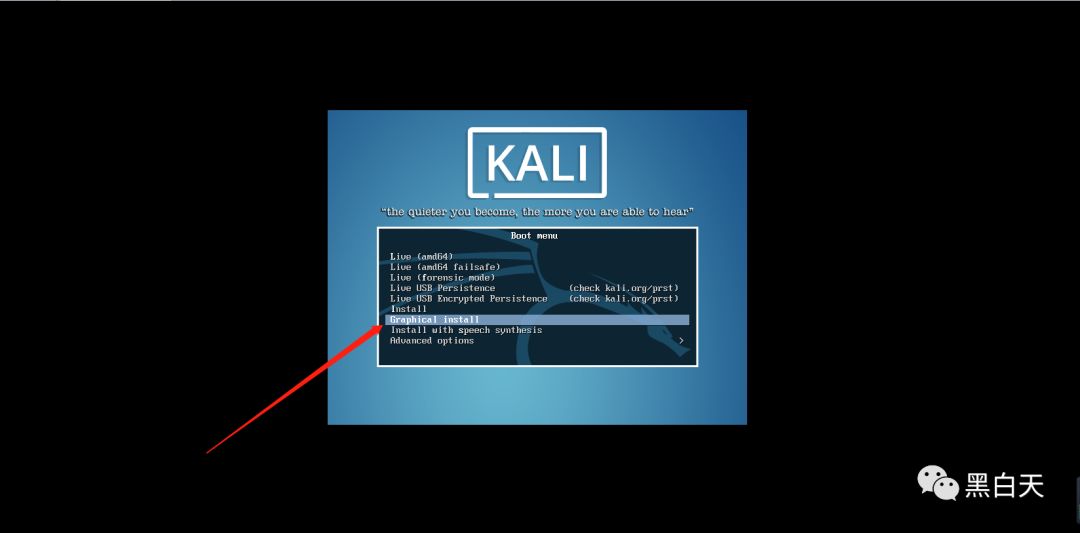 KALI
“the quieter you become, the more you are able to hear”
Boot menu
Live (amd64)
Live (amd64 failsafe)
Live (forensic mode)
Live USB Persistence (check kali.org/prst)
Live USB Encrypted Persistence (check kali.org/prst)
Install
Graphical install
Install with speech synthesis
Advanced options >
黑白天